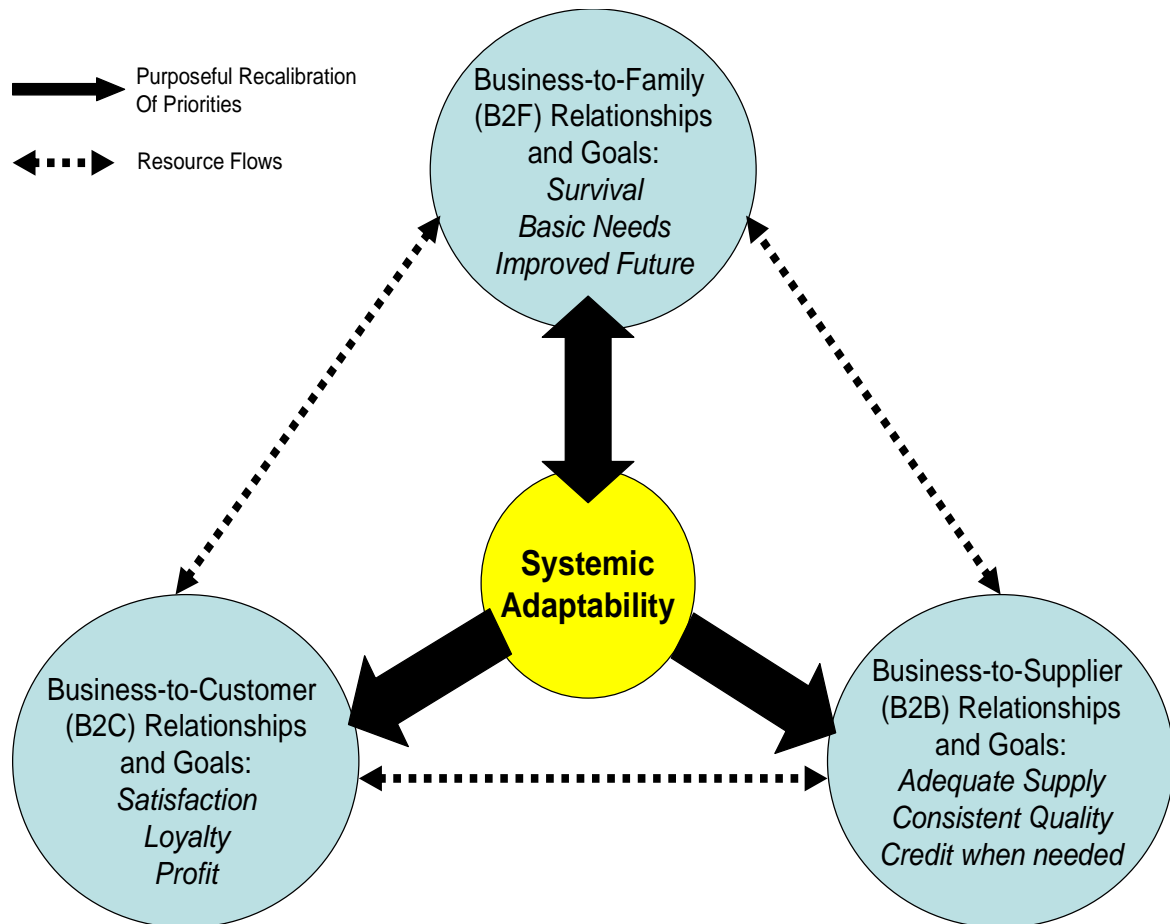 Purposeful Recalibration
Of Priorities
Resource Flows
Business-to-Family
(B2F) Relationships
and Goals:
Survival
Basic Needs
Improved Future
Systemic
Adaptability
Business-to-Customer
(B2C) Relationships
and Goals:
Satisfaction
Loyalty
Profit
Business-to-Supplier
(B2B) Relationships
and Goals:
Adequate Supply
Consistent Quality
Credit when needed